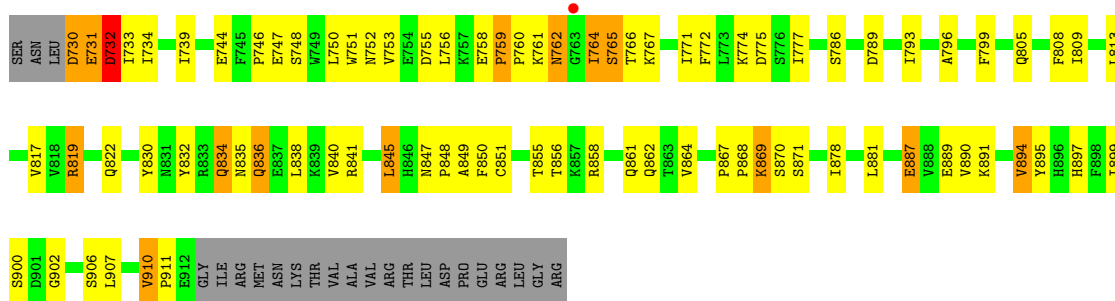 SER ASN LEU D730 E731 D732 I733 I734 I739 E744 F745 P746 E747 S748 W749 L750 W751 N752 V753 E754 D755 L756 K757 E758 P759 P760 K761 N762 G763 I764 S765 T766 K767 I771 F772 L773 K774 D775 S776 I777 S786 D789 I793 A796 F799 Q805 F808 I809 L813
V817 V818 R819 Q822 Y830 N831 Y832 R833 Q834 N835 Q836 E837 L838 K839 V840 R841 L845 H846 N847 P848 A849 F850 C851 T855 T856 K857 R858 Q861 Q862 T863 V864 P867 P868 K869 S870 S871 I878 L881 E887 V888 E889 V890 K891 V894 Y895 H896 H897 F898 I899
S900 D901 G902 S906 L907 V910 P911 E912 GLY ILE ARG MET ASN LYS THR VAL ALA VAL ARG THR LEU ASP PRO GLU ARG LEU GLY ARG